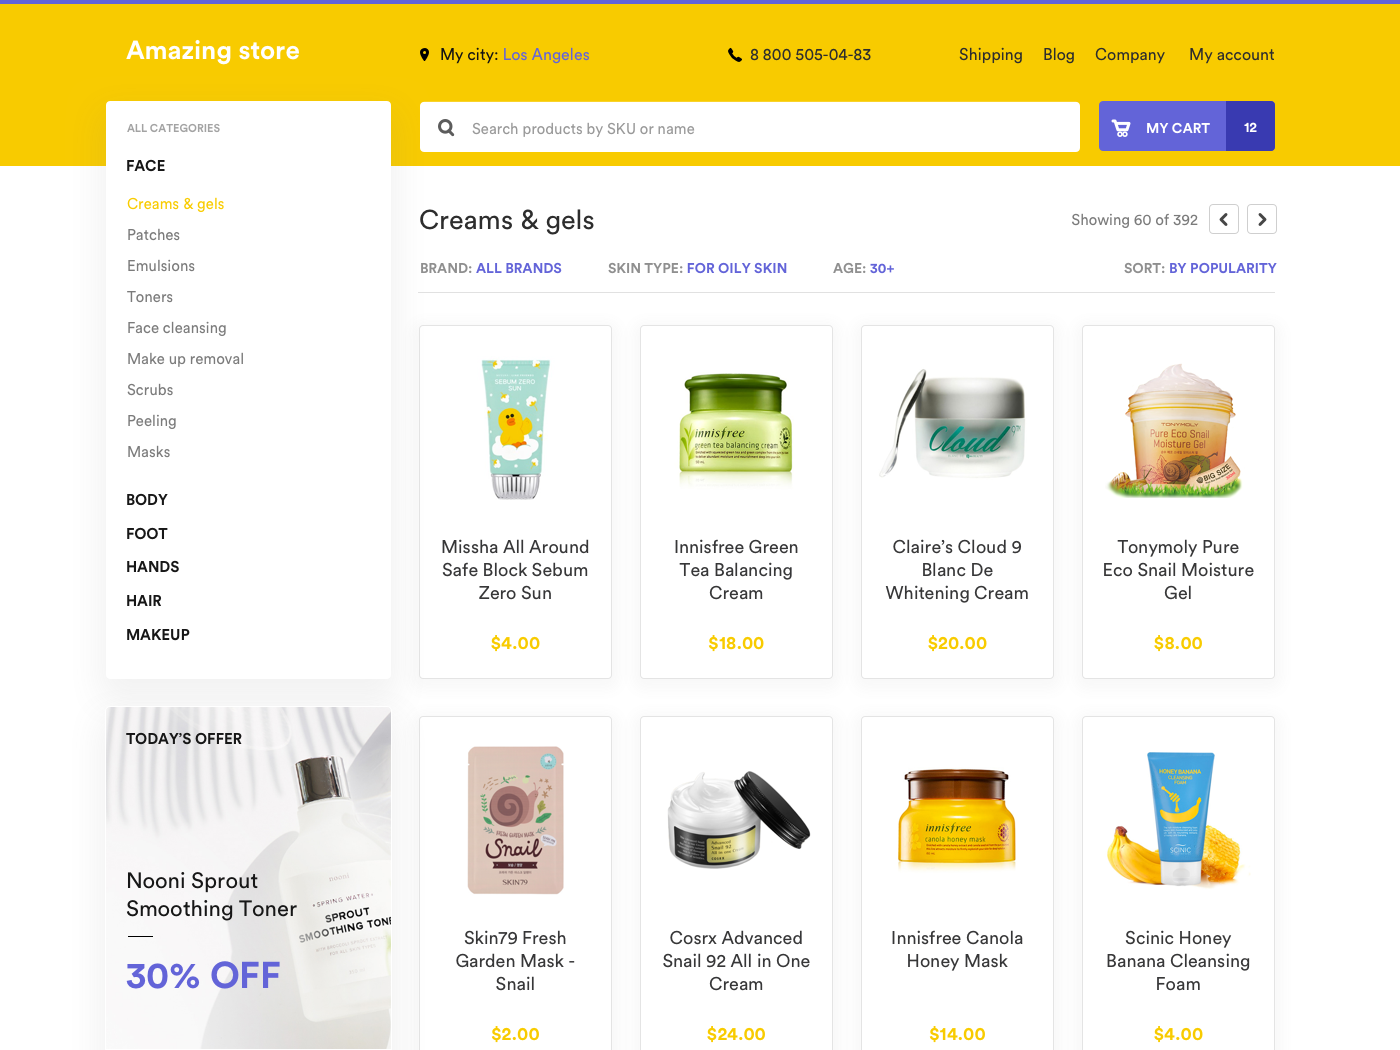 Amazing store
My city: Los Angeles
8 800 505-04-83
Shipping
Blog
Company
My account
ALL CATEGORIES
Search products by SKU or name
MY CART
12
FACE
Creams & gels
Patches
Emulsions
Toners
Face cleansing
Make up removal
Scrubs
Peeling
Masks
BODY
FOOT
HANDS
HAIR
MAKEUP
Creams & gels
Showing 60 of 392
BRAND: ALL BRANDS
SKIN TYPE: FOR OILY SKIN
AGE: 30+
SORT: BY POPULARITY
SEBUM ZERO
SUN
Missha All Around
Safe Block Sebum
Zero Sun
$4.00
innisfree
green tea balancing cream
Innisfree Green
Tea Balancing
Cream
$18.00
Cloud
9
Claire’s Cloud 9
Blanc De
Whitening Cream
$20.00
TONYMOLY
Pure Eco Snail
Moisture Gel
BIG SIZE
Tonymoly Pure
Eco Snail Moisture
Gel
$8.00
TODAY’S OFFER
SPRING WATER
SPROUT
SMOOTHING TONE
Nooni Sprout
Smoothing Toner
30% OFF
Snail
SKIN79
Skin79 Fresh
Garden Mask -
Snail
$2.00
Advanced
Snail 92
All in one
Cosrx Advanced
Snail 92 All in One
Cream
$24.00
innisfree
canola honey mask
Innisfree Canola
Honey Mask
$14.00
HONEY BANANA
CLEANSING
Foam
SCINIC
Scinic Honey
Banana Cleansing
Foam
$4.00